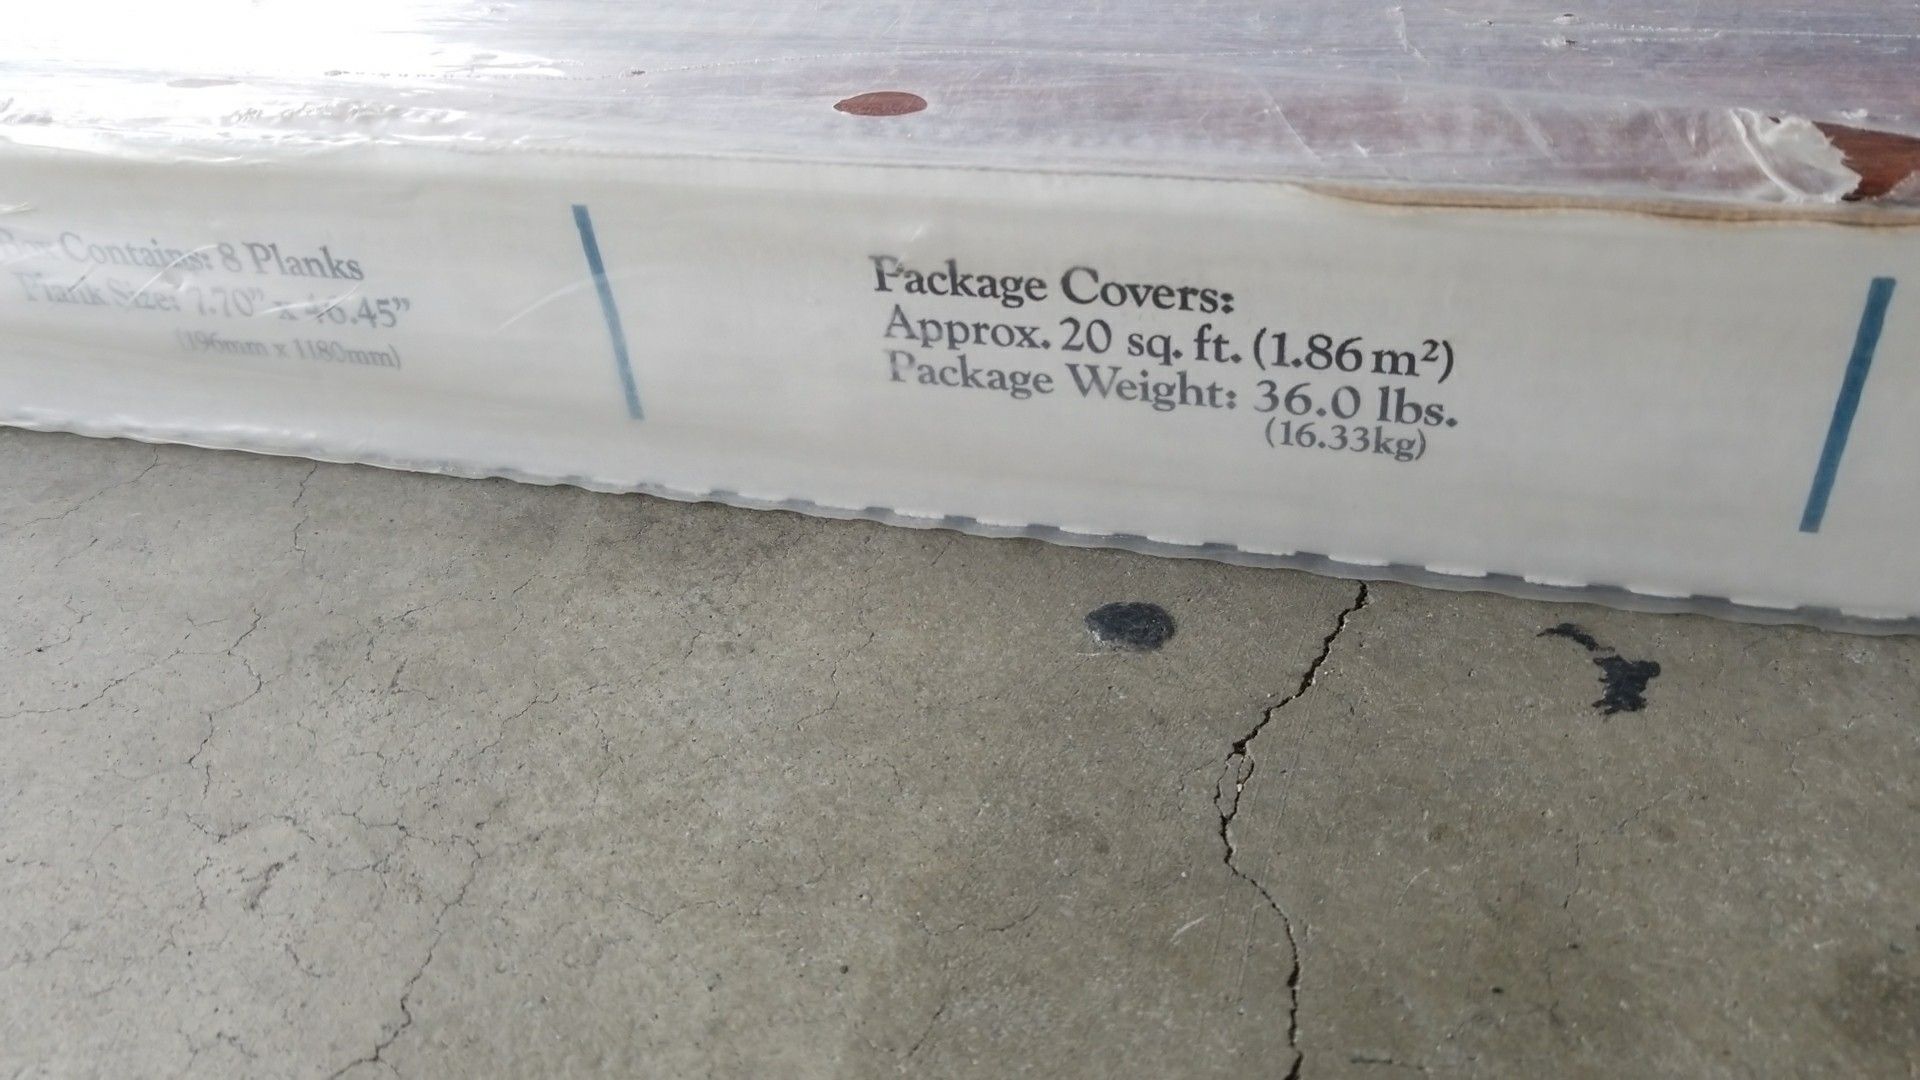 Box Contains: 8 Planks
Plank Size: 7.70” x 46.45”
(196mm x 1180mm)
Package Covers:
Approx. 20 sq. ft. (1.86 m²)
Package Weight: 36.0 lbs.
(16.33kg)